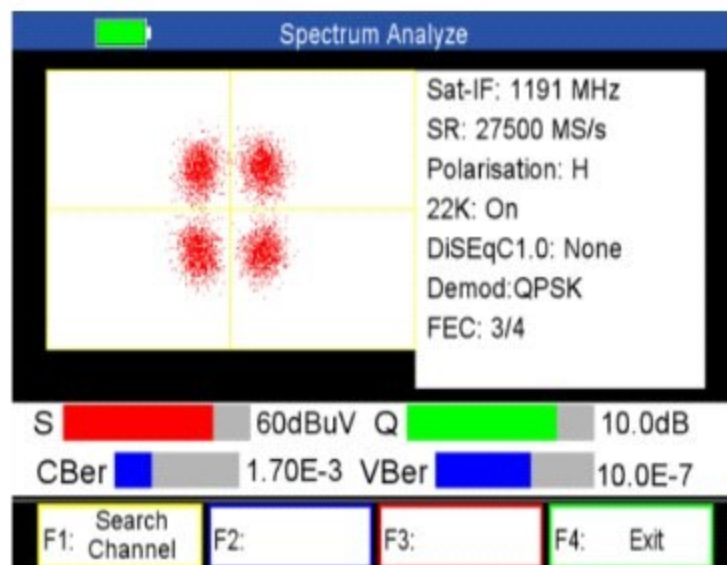 Spectrum Analyze
Sat-IF: 1191 MHz
SR: 27500 MS/s
Polarisation: H
22K: On
DiSEqC1.0: None
Demod:QPSK
FEC: 3/4
S 60dBuV Q 10.0dB
CBer 1.70E-3 VBer 10.0E-7
F1: Search Channel F2: F3: F4: Exit